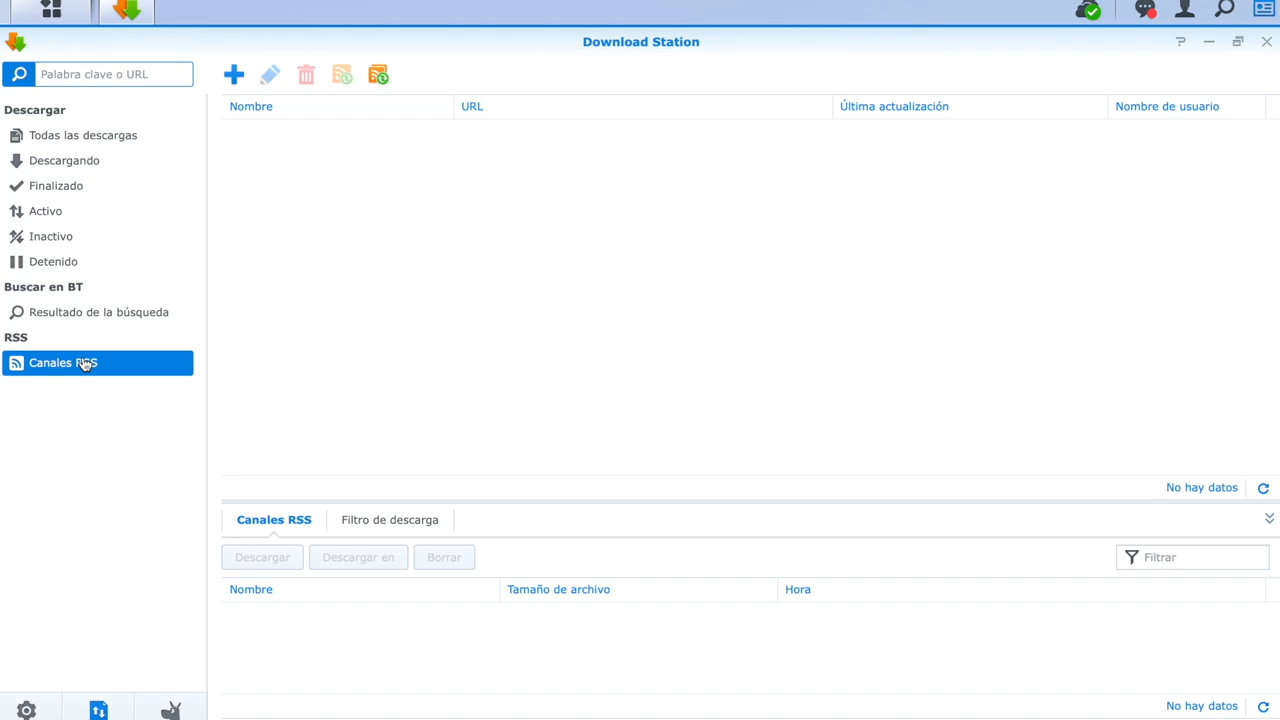 Download Station
Palabra clave o URL
Descargar
Todas las descargas
Descargando
Finalizado
Activo
Inactivo
Detenido
Buscar en BT
Resultado de la búsqueda
RSS
Canales RSS
Nombre URL Última actualización Nombre de usuario
No hay datos
Canales RSS Filtro de descarga
Descargar Descargar en Borrar Filtrar
Nombre Tamaño de archivo Hora
No hay datos